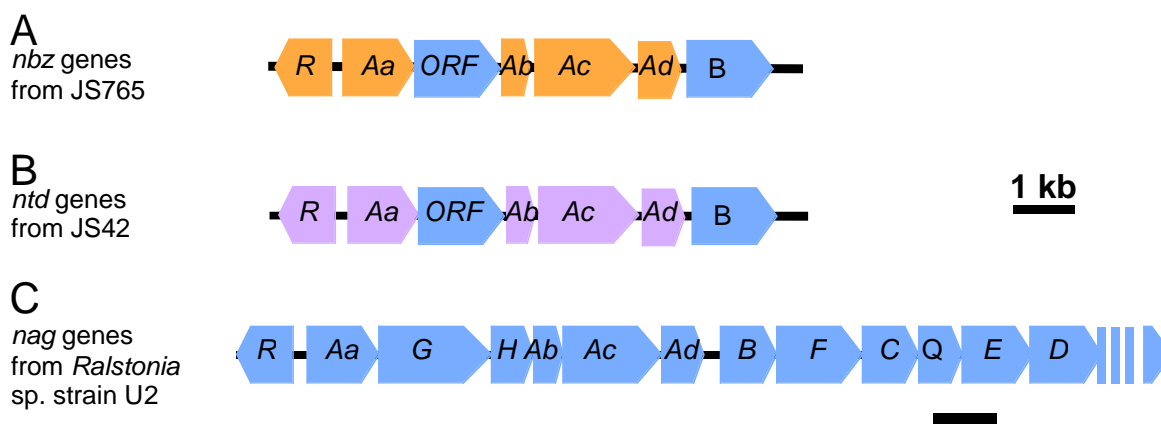 A
nbz genes
from JS765
R Aa ORF Ab Ac Ad B
B
ntd genes
from JS42
R Aa ORF Ab Ac Ad B
1 kb
C
nag genes
from Ralstonia
sp. strain U2
R Aa G H Ab Ac Ad B F C Q E D